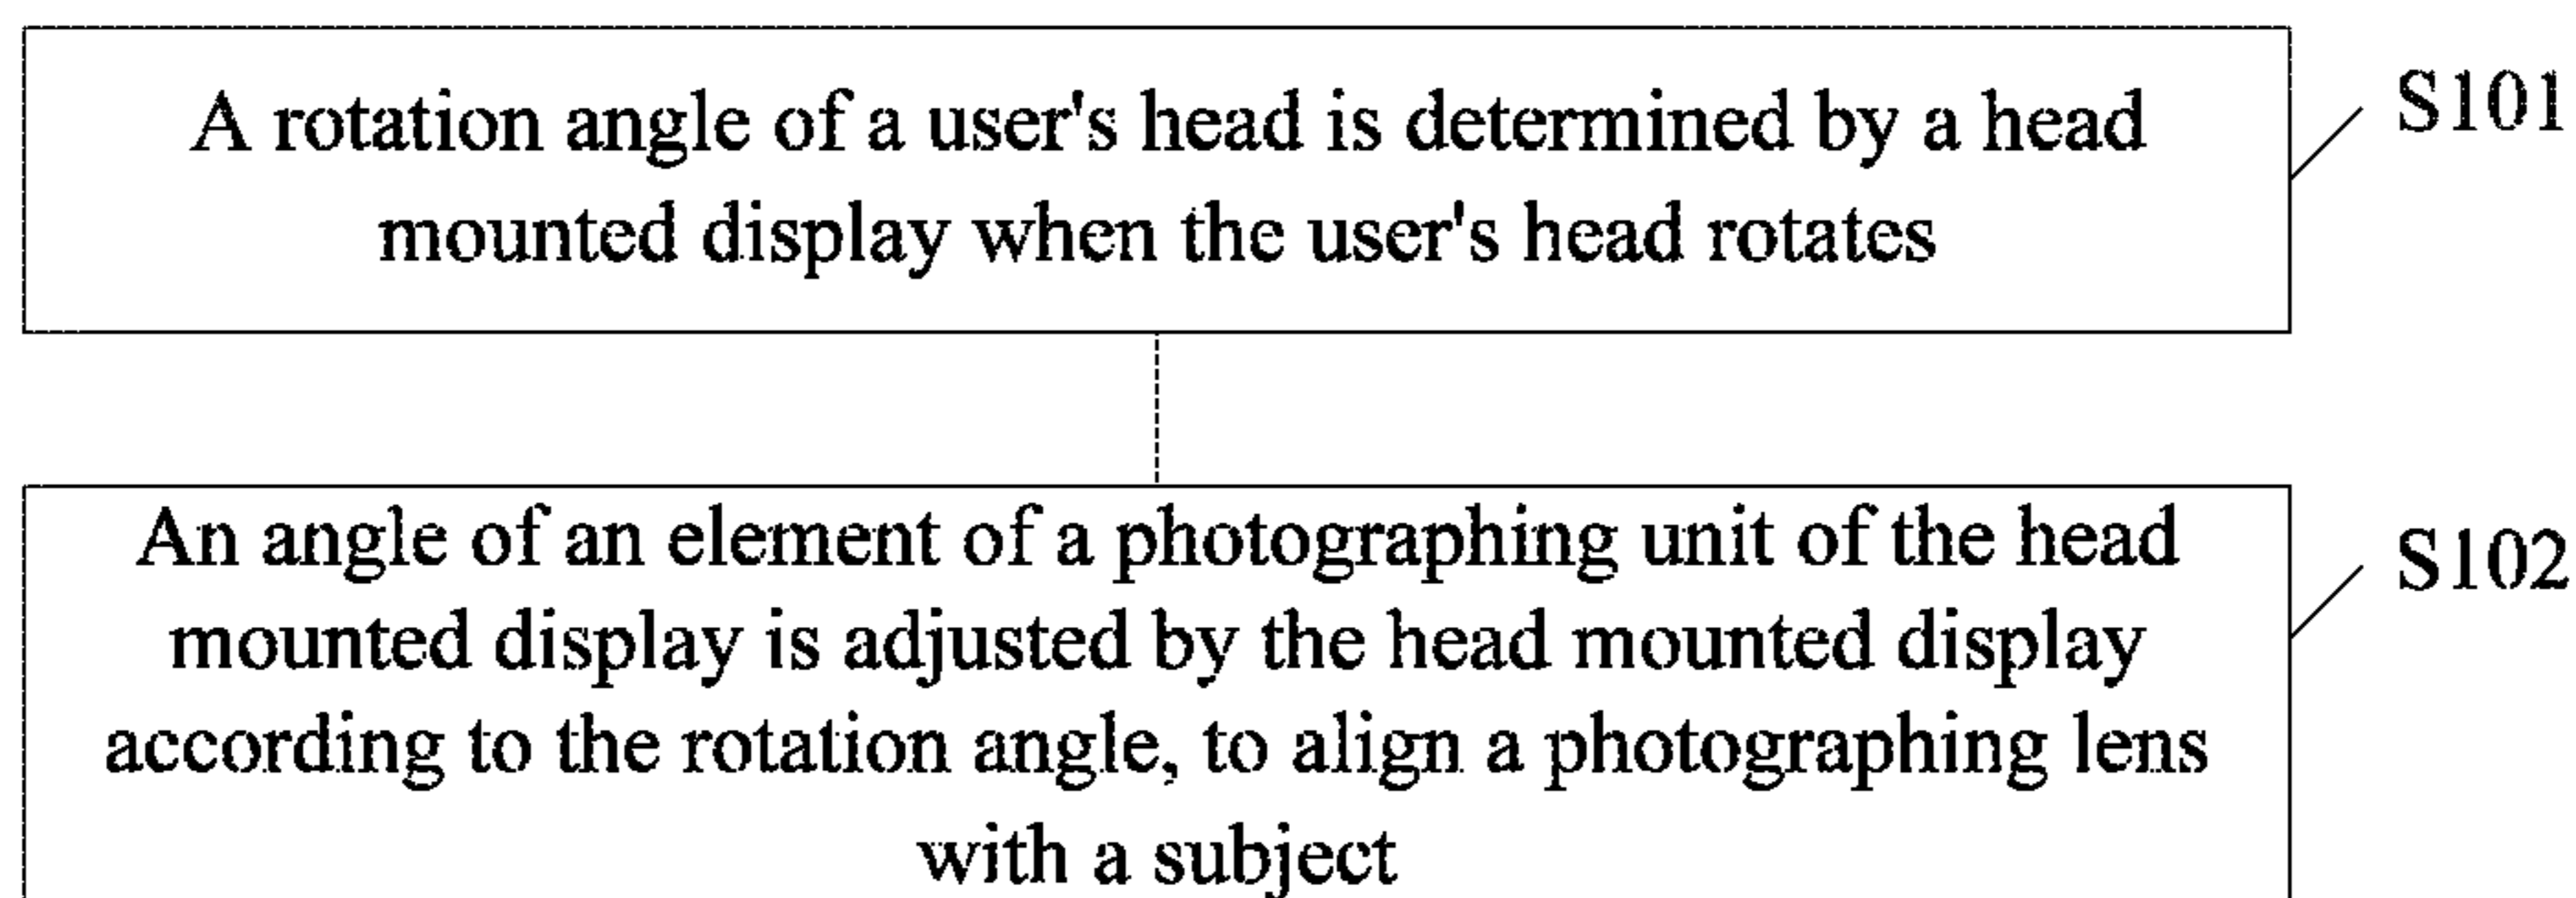 A rotation angle of a user's head is determined by a head
mounted display when the user's head rotates
S101
An angle of an element of a photographing unit of the head
mounted display is adjusted by the head mounted display
according to the rotation angle, to align a photographing lens
with a subject
S102